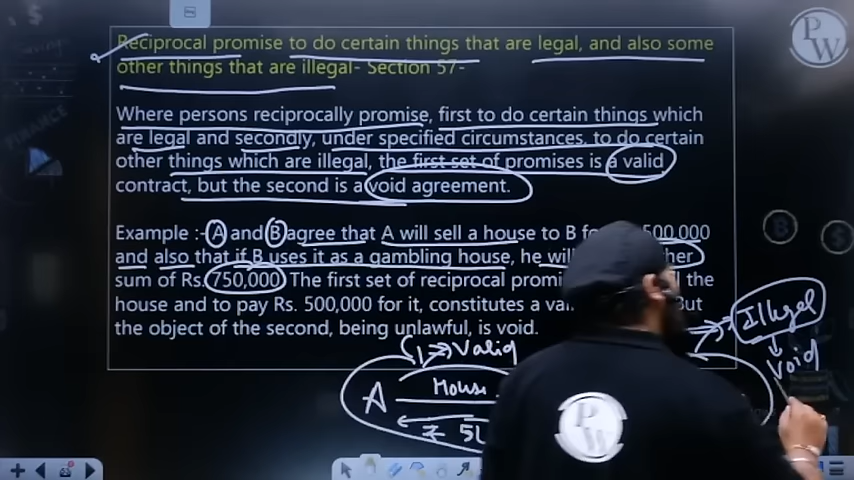 PW
Reciprocal promise to do certain things that are legal, and also some
other things that are illegal- Section 57-
Where persons reciprocally promise, first to do certain things which
are legal and secondly, under specified circumstances, to do certain
other things which are illegal, the first set of promises is a valid
contract, but the second is a void agreement.
Example :- A and B agree that A will sell a house to B 500,000
and also that if B uses it as a gambling house, he
sum of Rs. 750,000 The first set of reciprocal the
house and to pay Rs. 500,000 for it, constitutes a But
the object of the second, being unlawful, is void.
Illegal
Valid
void
A House
₹
PW